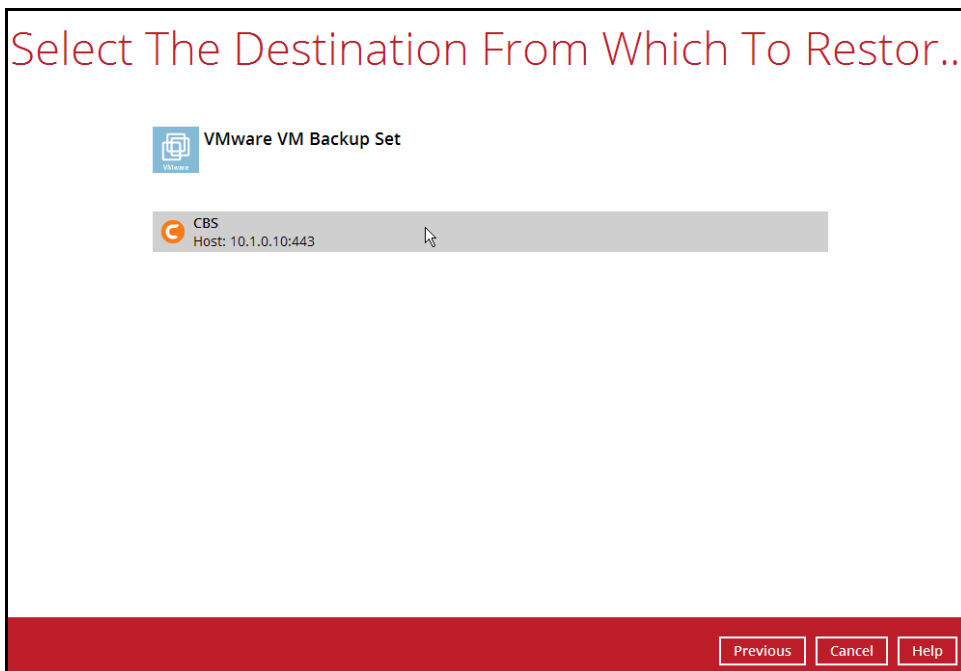 Select The Destination From Which To Restor..
VMware VM Backup Set
VMware
CBS
Host: 10.1.0.10:443
Previous
Cancel
Help